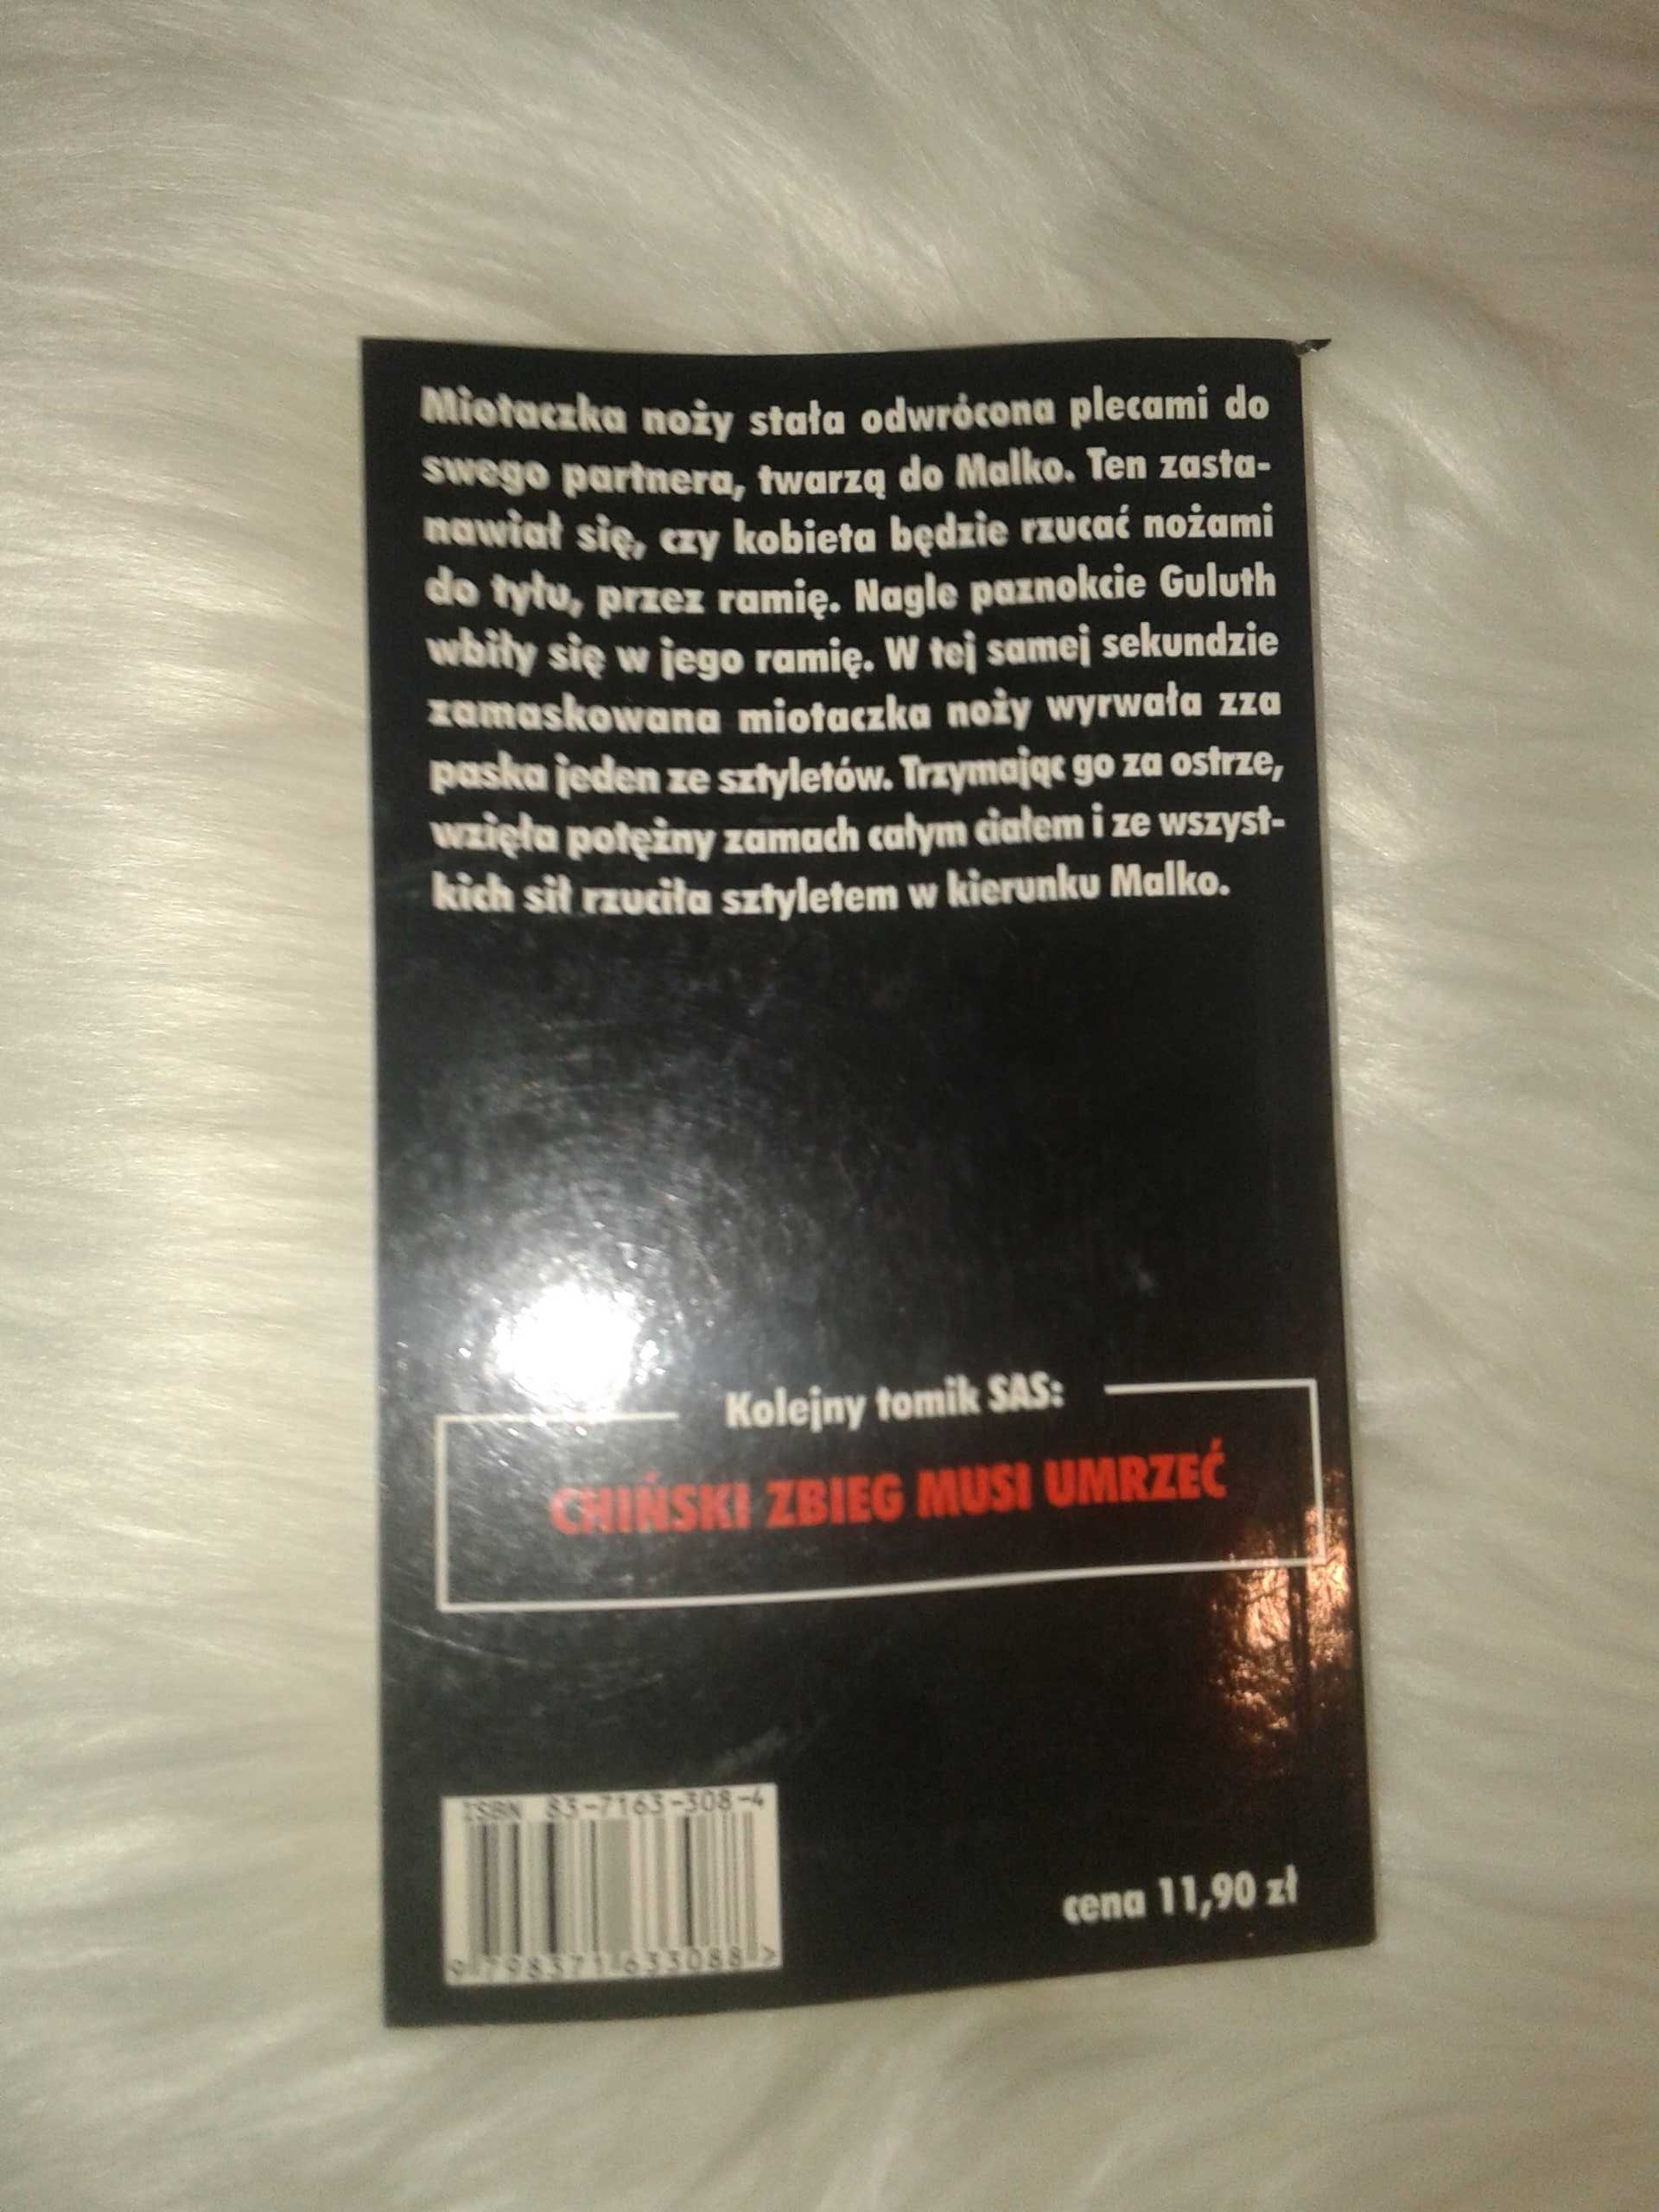 Miotaczka noży stała odwrócona plecami do
swego partnera, twarzą do Malko. Ten zasta-
nawiał się, czy kobieta będzie rzucać nożami
do tyłu, przez ramię. Nagle paznokcie Guluth
wbiły się w jego ramię. W tej samej sekundzie
zamaskowana miotaczka noży wyrwała zza
paska jeden ze sztyletów. Trzymając go za ostrze,
wzięła potężny zamach całym ciałem i ze wszyst-
kich sił rzuciła sztyletem w kierunku Malko.
Kolejny tomik SAS:
CHIŃSKI ZBIEG MUSI UMRZEĆ
ISBN 83-7163-308-4
9 798371 633088 >
cena 11,90 zł